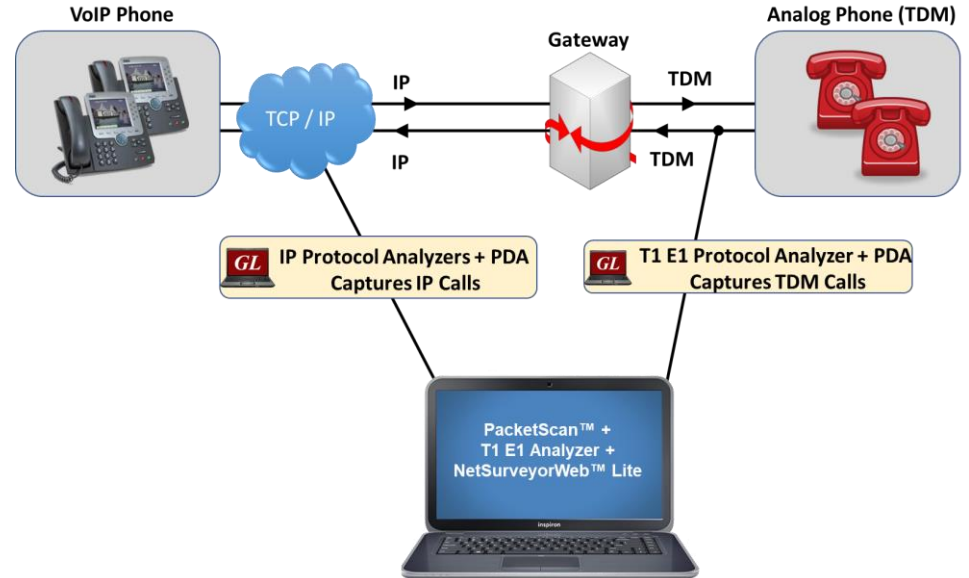 VoIP Phone
Gateway
Analog Phone (TDM)
IP
TDM
TCP / IP
IP
TDM
GL
IP Protocol Analyzers + PDA
Captures IP Calls
GL
T1 E1 Protocol Analyzer + PDA
Captures TDM Calls
PacketScan™ +
T1 E1 Analyzer +
NetSurveyorWeb™ Lite
inspiron